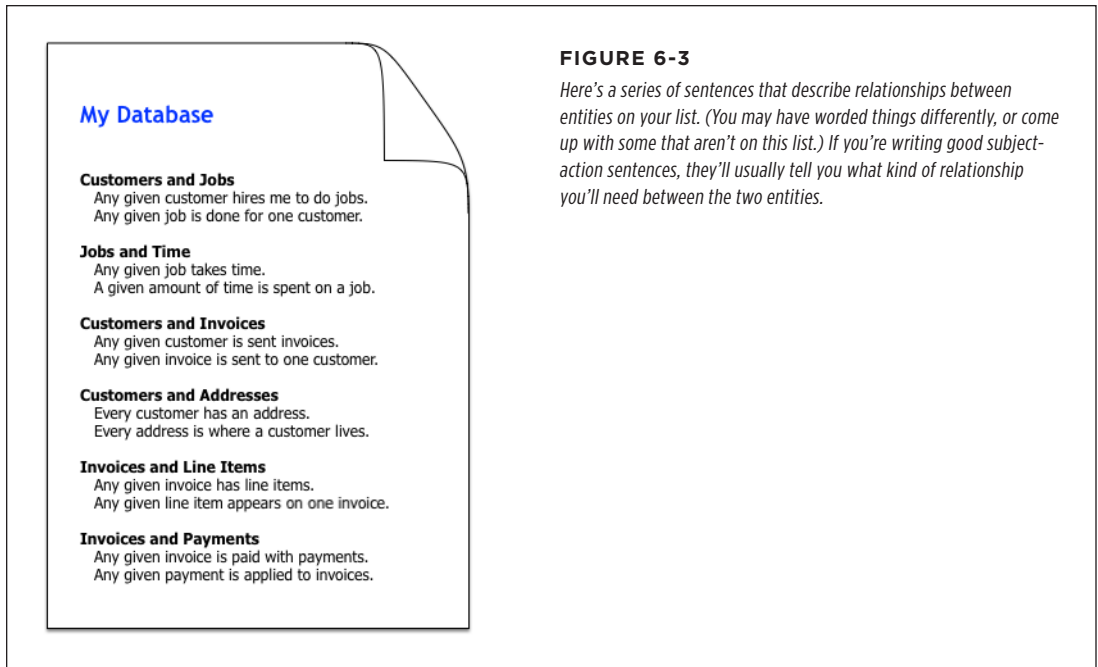 My Database
Customers and Jobs
Any given customer hires me to do jobs.
Any given job is done for one customer.
Jobs and Time
Any given job takes time.
A given amount of time is spent on a job.
Customers and Invoices
Any given customer is sent invoices.
Any given invoice is sent to one customer.
Customers and Addresses
Every customer has an address.
Every address is where a customer lives.
Invoices and Line Items
Any given invoice has line items.
Any given line item appears on one invoice.
Invoices and Payments
Any given invoice is paid with payments.
Any given payment is applied to invoices.
FIGURE 6-3
Here’s a series of sentences that describe relationships between
entities on your list. (You may have worded things differently, or come
up with some that aren’t on this list.) If you’re writing good subject-
action sentences, they’ll usually tell you what kind of relationship
you’ll need between the two entities.